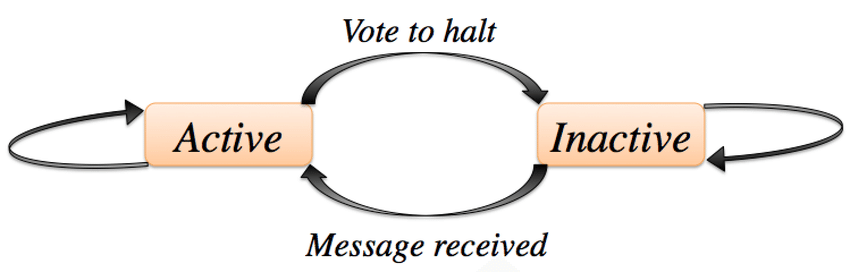 Vote to halt
Active
Inactive
Message received